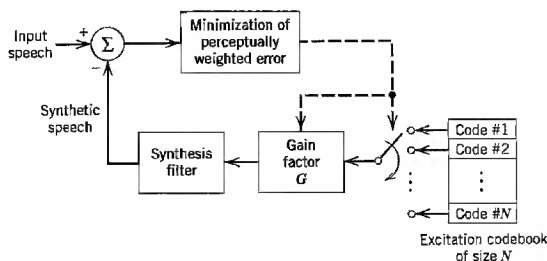 Input
speech
+
−
Σ
Minimization of
perceptually
weighted error
Synthetic
speech
Synthesis
filter
Gain
factor
G
Code #1
Code #2
⋮
⋮
Code #N
Excitation codebook
of size N